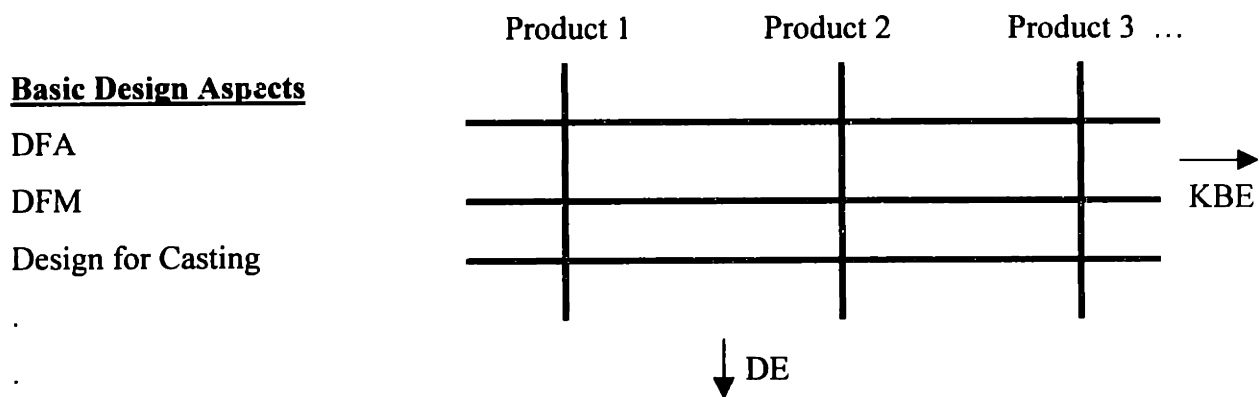 Product 1 Product 2 Product 3 ...
Basic Design Aspects
DFA
DFM
KBE
Design for Casting
.
DE
.